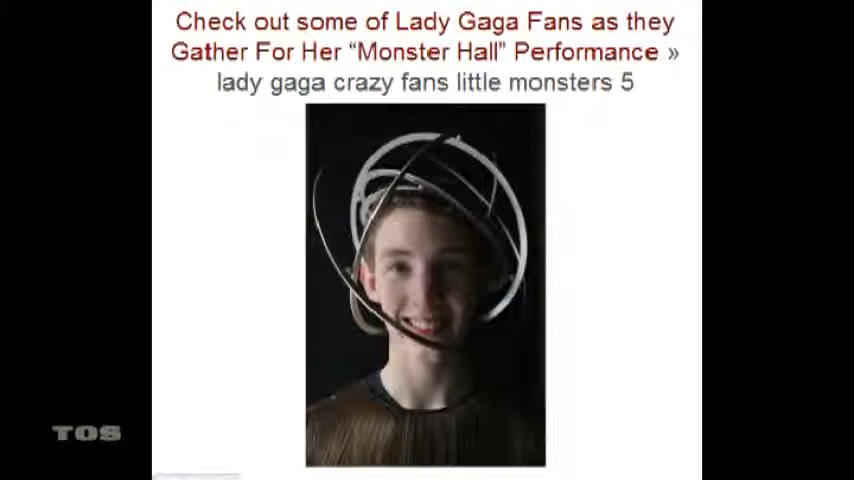 Check out some of Lady Gaga Fans as they
Gather For Her “Monster Hall” Performance »
lady gaga crazy fans little monsters 5
TOS